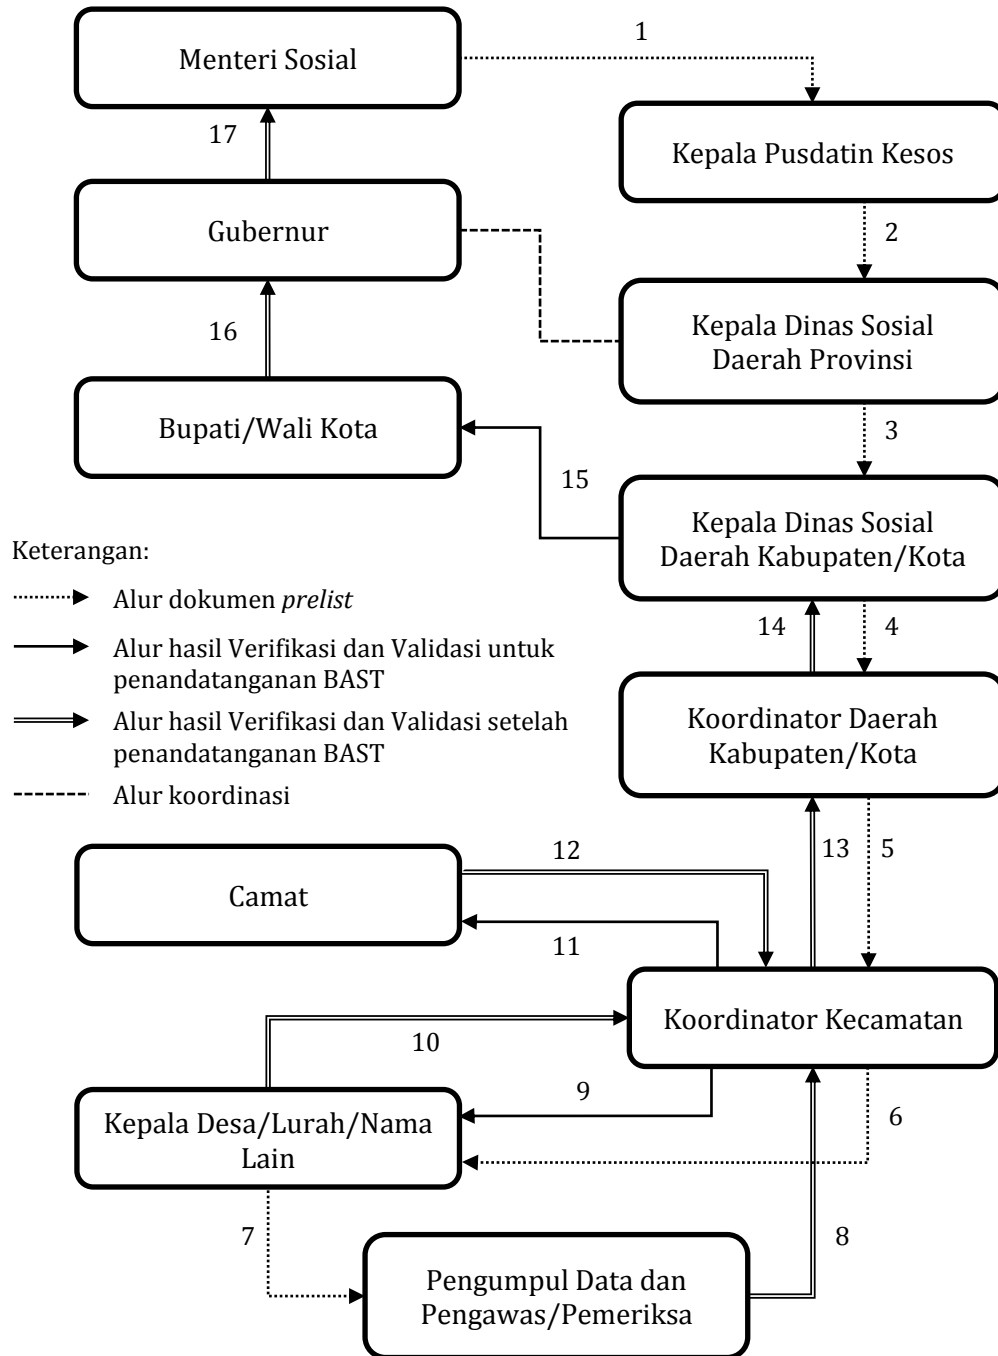 1
Menteri Sosial
17
Kepala Pusdatin Kesos
Gubernur
2
16
Kepala Dinas Sosial
Daerah Provinsi
Bupati/Wali Kota
3
15
Kepala Dinas Sosial
Daerah Kabupaten/Kota
Keterangan:
Alur dokumen prelist
Alur hasil Verifikasi dan Validasi untuk
penandatanganan BAST
Alur hasil Verifikasi dan Validasi setelah
penandatanganan BAST
Alur koordinasi
14
4
Koordinator Daerah
Kabupaten/Kota
12
13
5
Camat
11
Koordinator Kecamatan
10
9
6
Kepala Desa/Lurah/Nama
Lain
7
8
Pengumpul Data dan
Pengawas/Pemeriksa